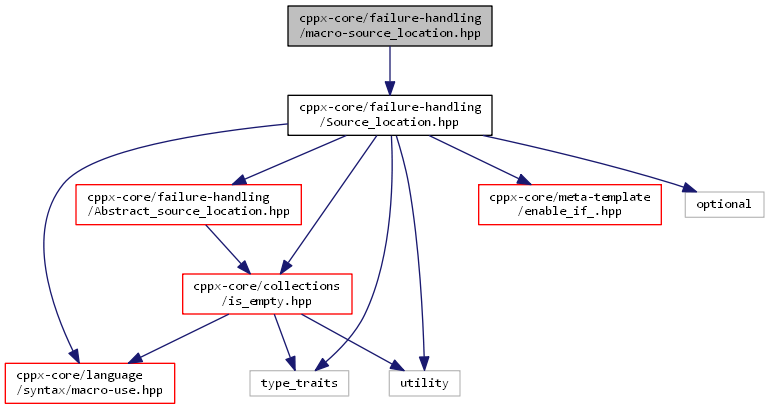 cppx-core/failure-handling
/macro-source_location.hpp
cppx-core/failure-handling
/Source_location.hpp
cppx-core/failure-handling
/Abstract_source_location.hpp
cppx-core/meta-template
/enable_if_.hpp
optional
cppx-core/collections
/is_empty.hpp
cppx-core/language
/syntax/macro-use.hpp
type_traits
utility